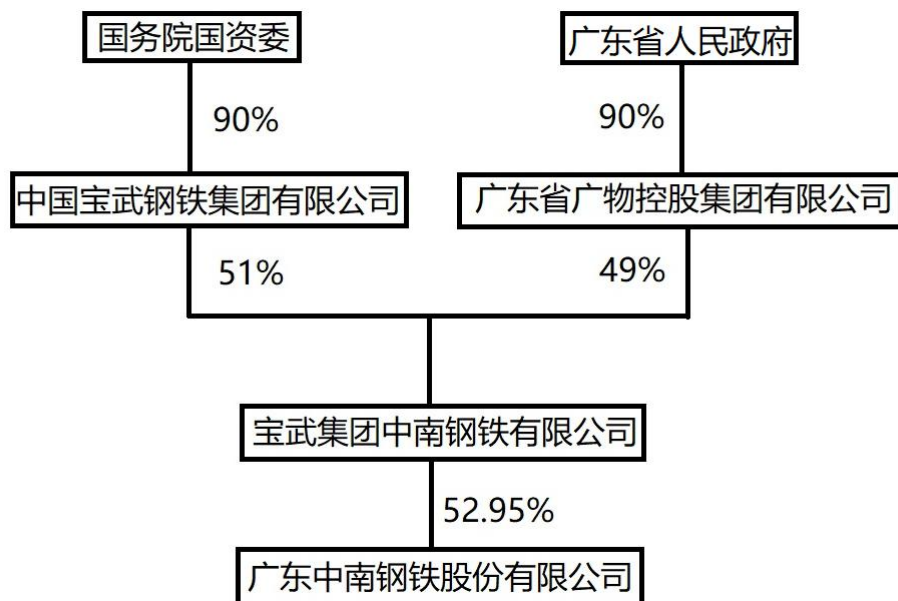 国务院国资委
广东省人民政府
90%
90%
中国宝武钢铁集团有限公司
广东省广物控股集团有限公司
51%
49%
宝武集团中南钢铁有限公司
52.95%
广东中南钢铁股份有限公司